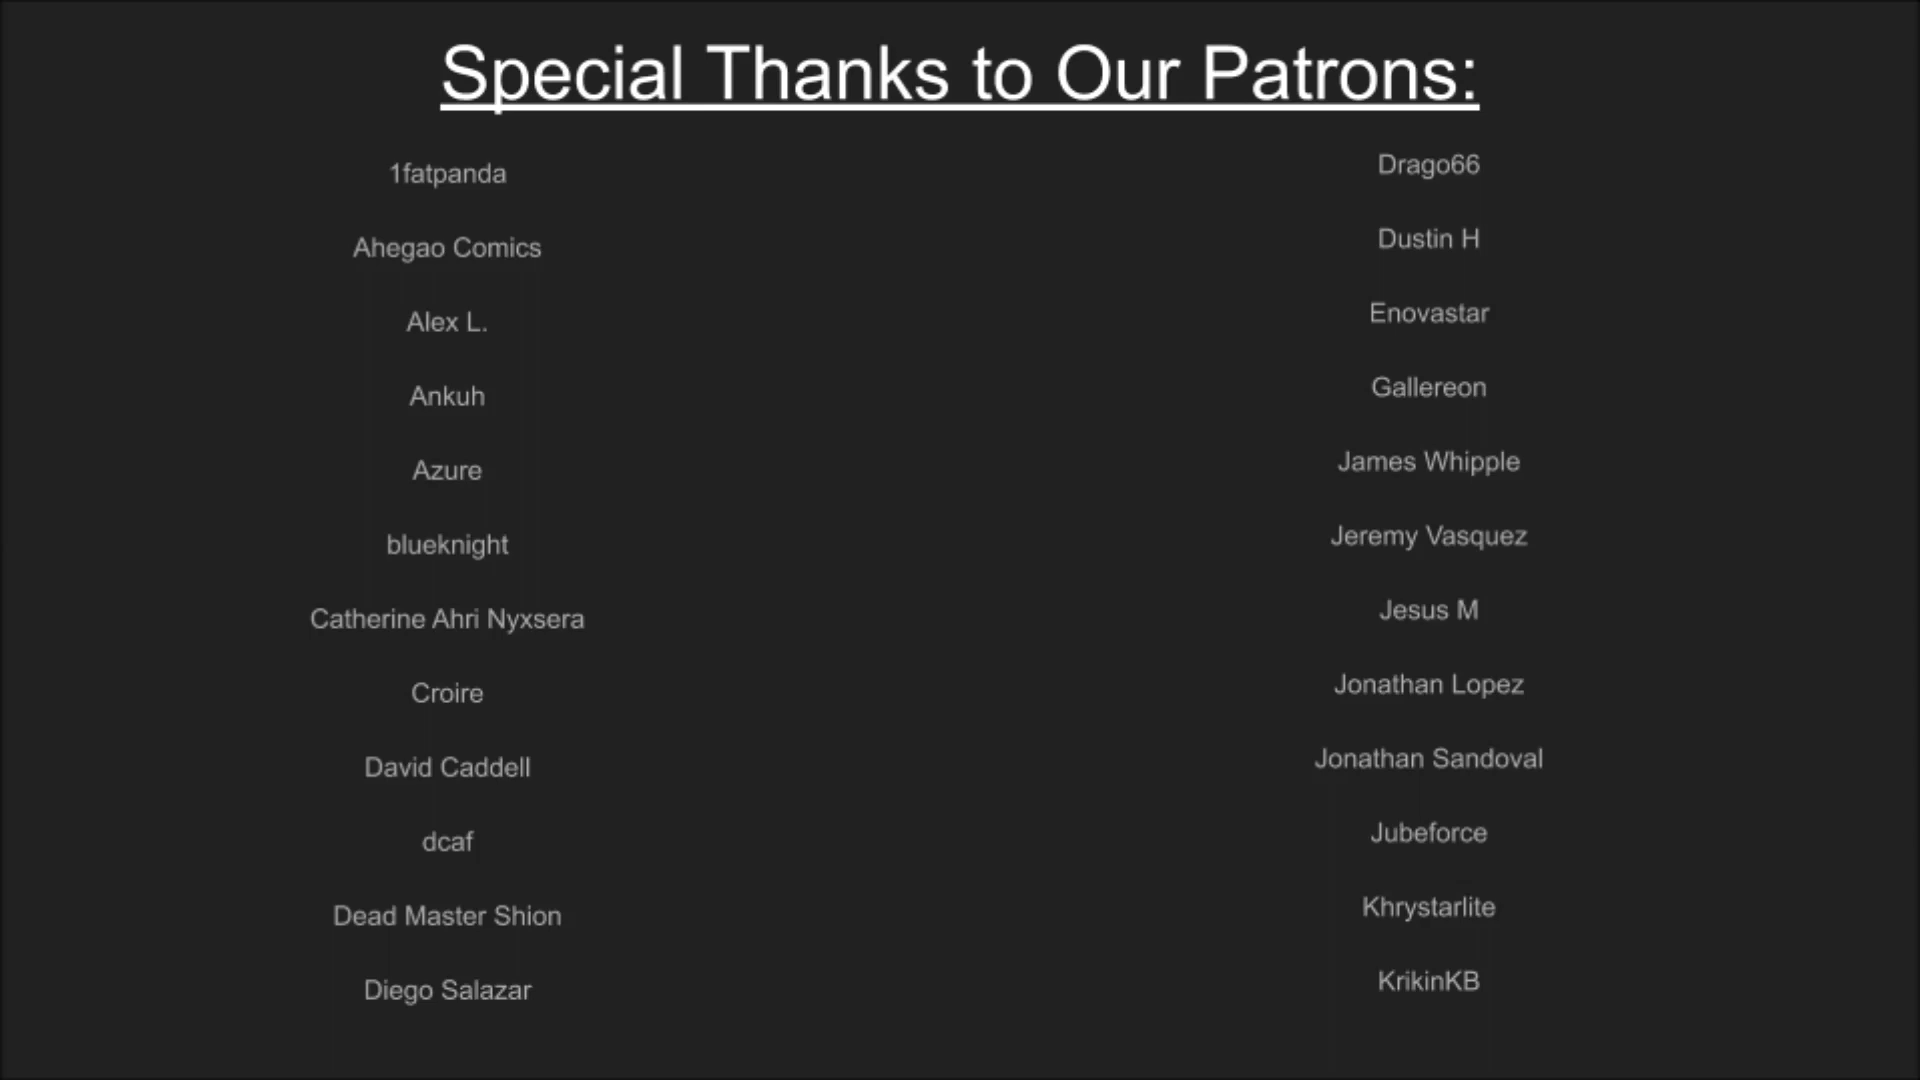 Special Thanks to Our Patrons:
1fatpanda
Ahegao Comics
Alex L.
Ankuh
Azure
blueknight
Catherine Ahri Nyxsera
Croire
David Caddell
dcaf
Dead Master Shion
Diego Salazar
Drago66
Dustin H
Enovastar
Gallereon
James Whipple
Jeremy Vasquez
Jesus M
Jonathan Lopez
Jonathan Sandoval
Jubeforce
Khrystarlite
KrikinKB